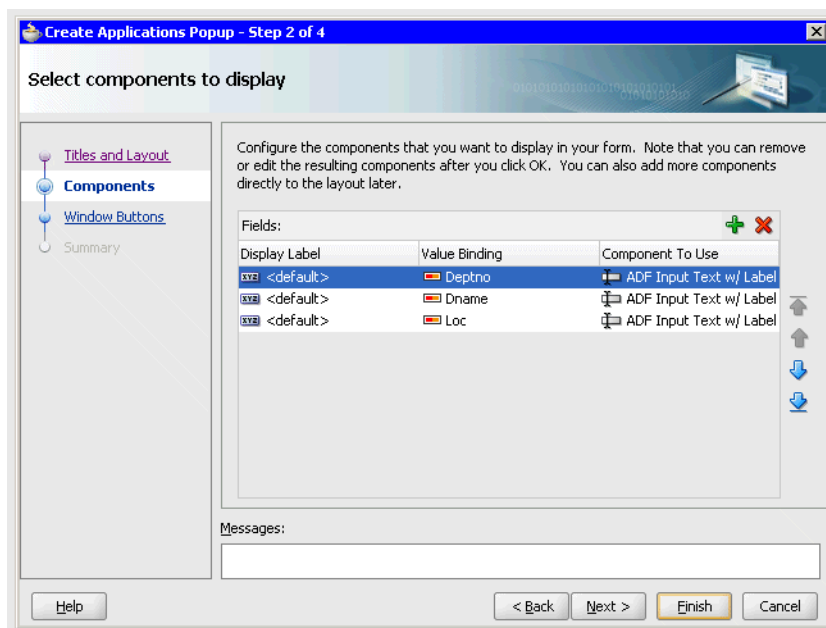 Create Applications Popup - Step 2 of 4
Select components to display
Titles and Layout
Components
Window Buttons
Summary
Configure the components that you want to display in your form. Note that you can remove
or edit the resulting components after you click OK. You can also add more components
directly to the layout later.
Fields:
Display Label Value Binding Component To Use
<default> Deptno ADF Input Text w/ Label
<default> Dname ADF Input Text w/ Label
<default> Loc ADF Input Text w/ Label
Messages:
Help < Back Next > Finish Cancel